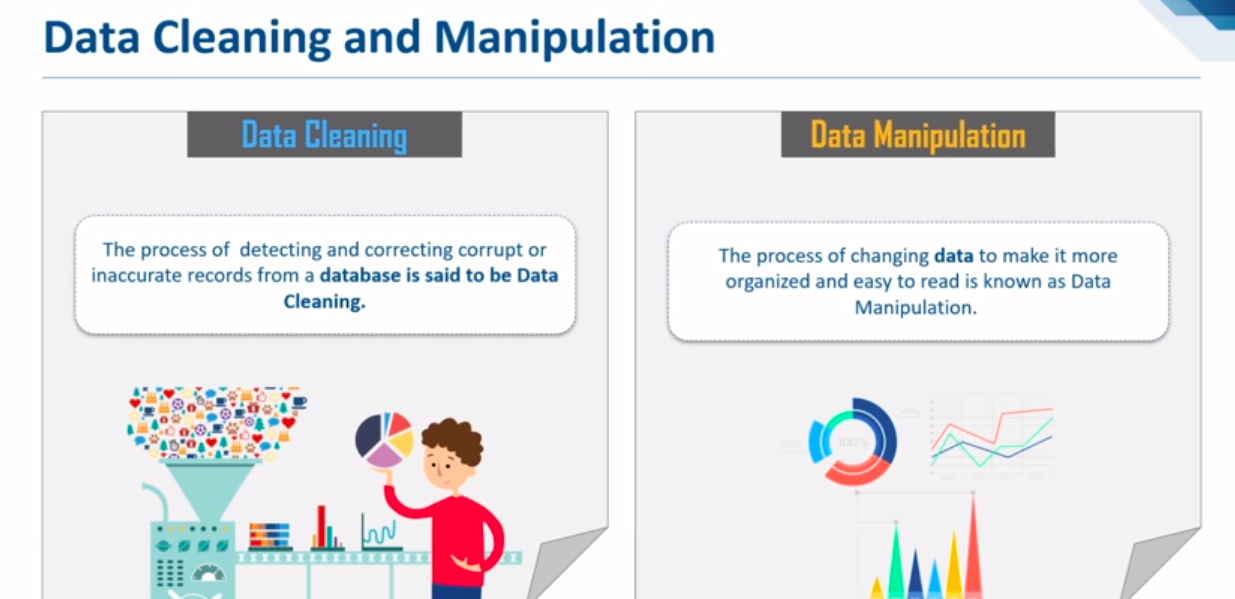 Data Cleaning and Manipulation
Data Cleaning
The process of detecting and correcting corrupt or
inaccurate records from a database is said to be Data
Cleaning.
Data Manipulation
The process of changing data to make it more
organized and easy to read is known as Data
Manipulation.
100%